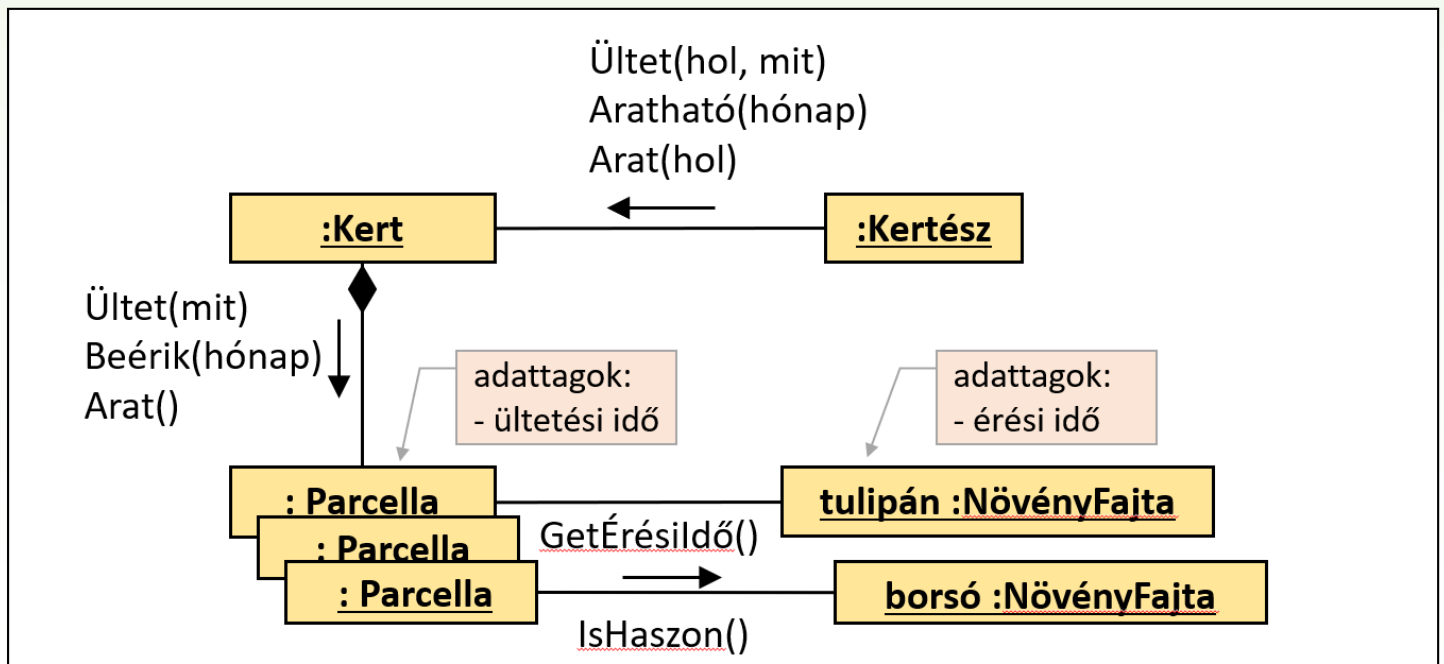 Ültet(hol, mit)
Aratható(hónap)
Arat(hol)
:Kert
:Kertész
Ültet(mit)
Beérik(hónap)
Arat()
adattagok:
- ültetési idő
adattagok:
- érési idő
: Parcella
tulipán :NövényFajta
: Parcella
GetÉrésiIdő()
: Parcella
borsó :NövényFajta
IsHaszon()